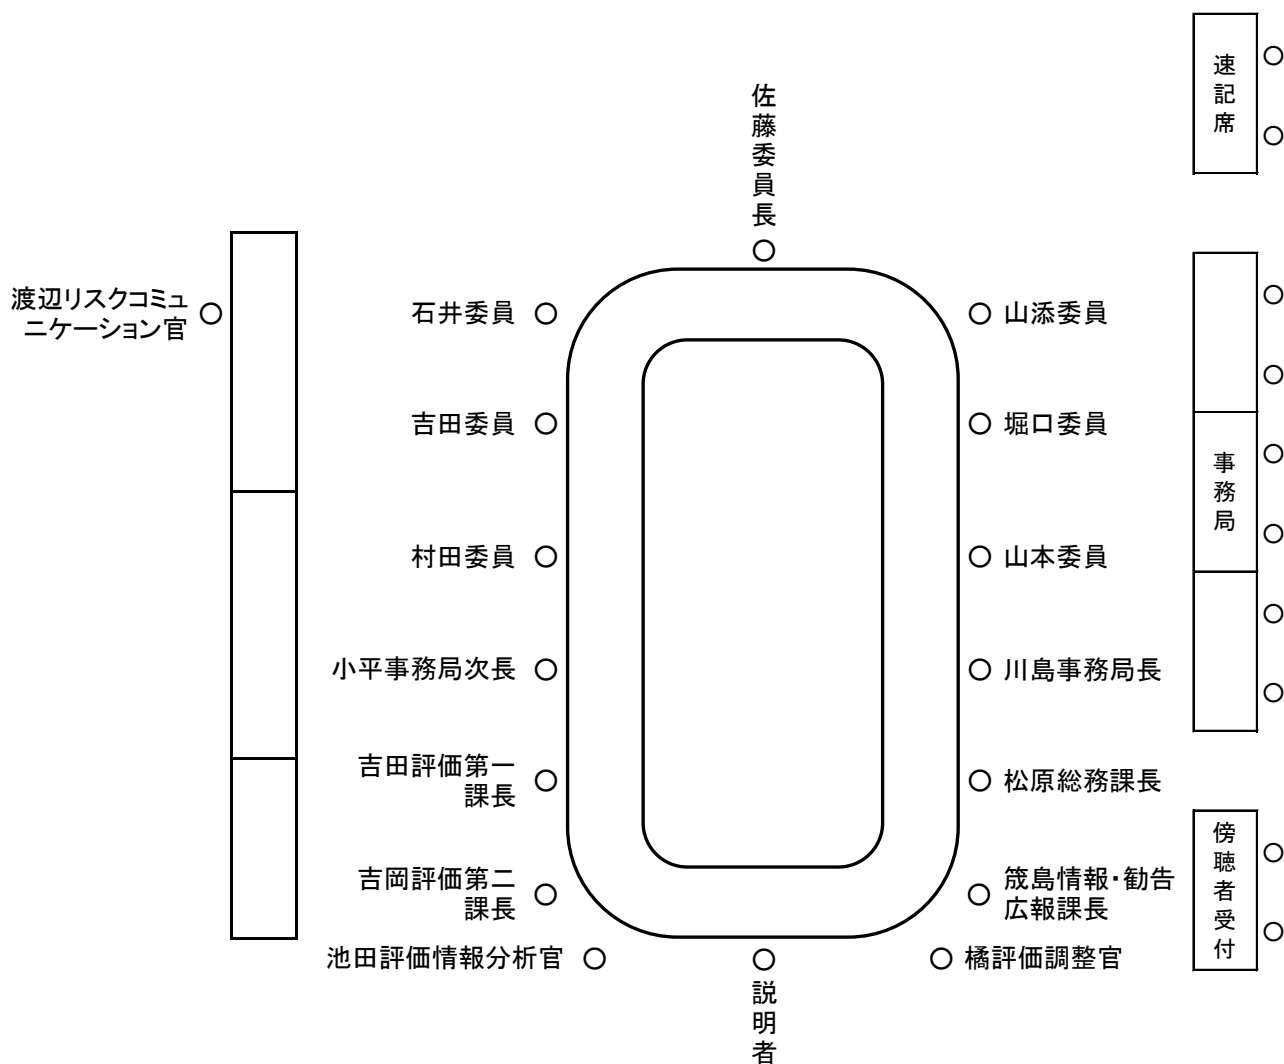 速記席
佐藤委員長
渡辺リスクコミュ
ニケーション官
石井委員
山添委員
吉田委員
堀口委員
事務局
村田委員
山本委員
小平事務局次長
川島事務局長
吉田評価第一
課長
松原総務課長
吉岡評価第二
課長
筬島情報・勧告
広報課長
傍聴者受付
池田評価情報分析官
橘評価調整官
説明者